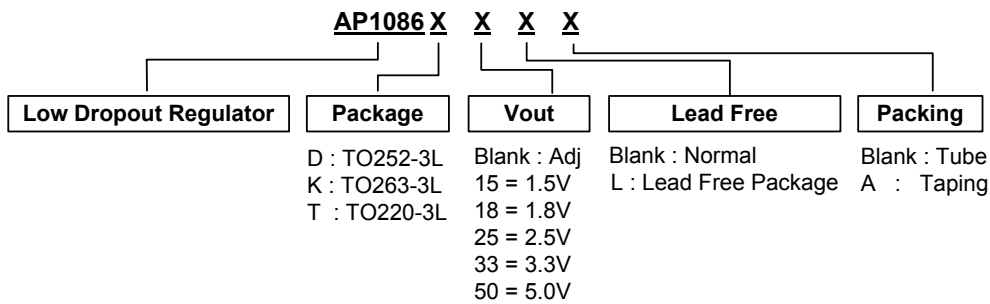 AP1086 X X X X
Low Dropout Regulator
Package
Vout
Lead Free
Packing
D : TO252-3L
K : TO263-3L
T : TO220-3L
Blank : Adj
15 = 1.5V
18 = 1.8V
25 = 2.5V
33 = 3.3V
50 = 5.0V
Blank : Normal
L : Lead Free Package
Blank : Tube
A : Taping